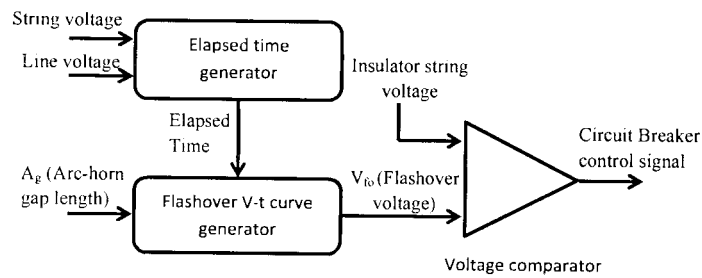 String voltage
Line voltage
Elapsed time
generator
Insulator string
voltage
Elapsed
Time
Circuit Breaker
control signal
Ag (Arc-horn
gap length)
Flashover V-t curve
generator
Vfo (Flashover
voltage)
Voltage comparator